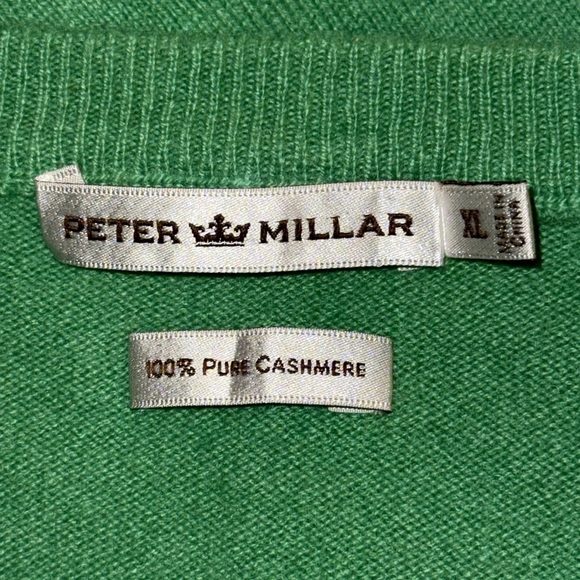 PETER MILLAR
XL
MADE IN
CHINA
100% PURE CASHMERE